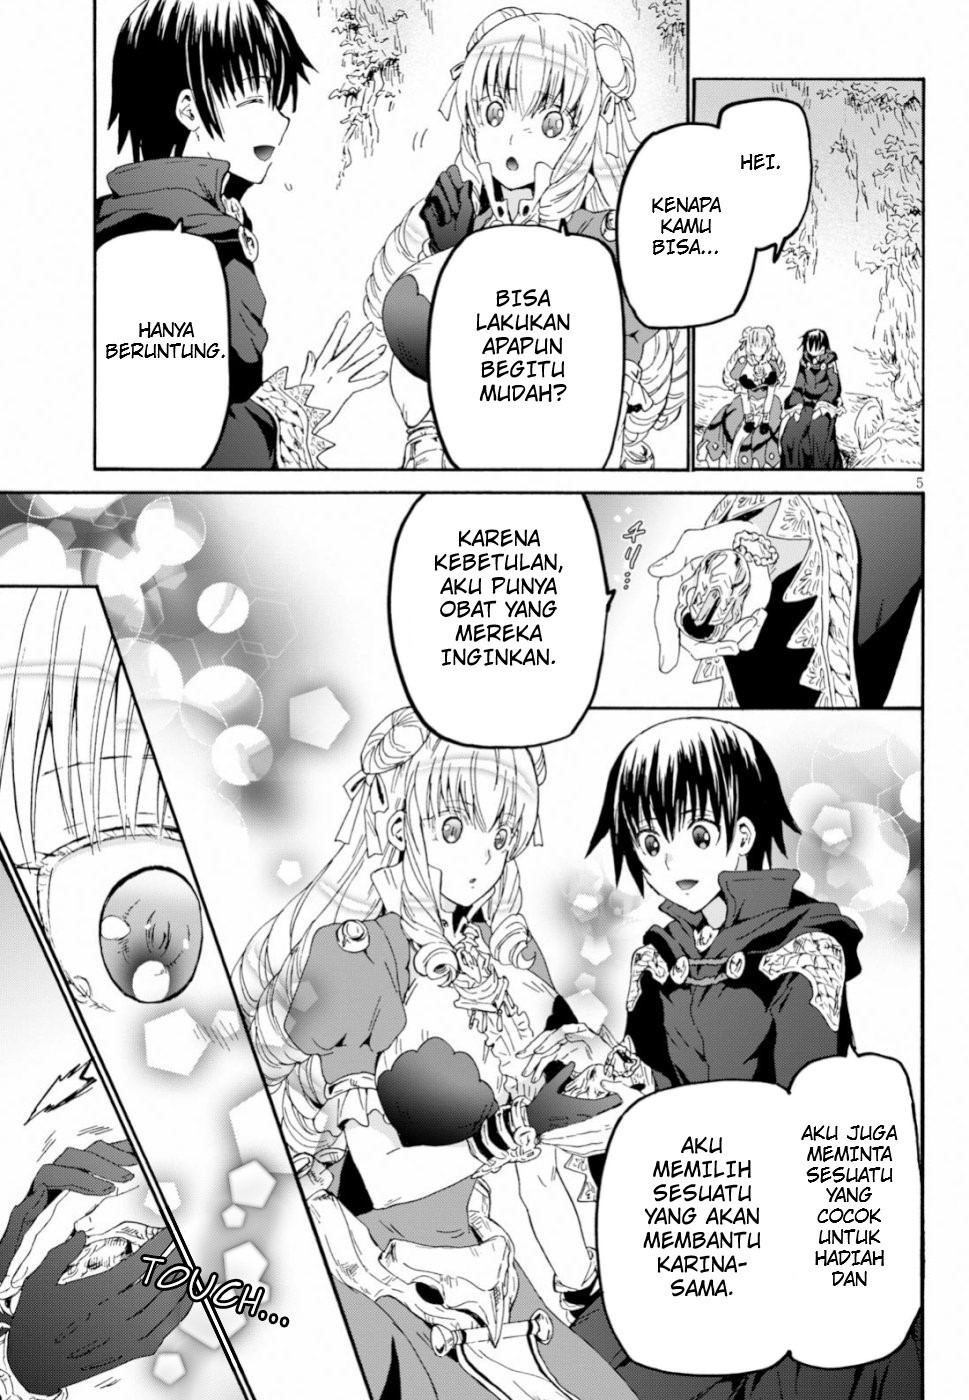 HEI.
KENAPA
KAMU
BISA...
BISA
LAKUKAN
APAPUN
BEGITU
MUDAH?
HANYA
BERUNTUNG.
5
チリ!...
KARENA
KEBETULAN,
AKU PUNYA
OBAT YANG
MEREKA
INGINKAN.
AKU JUGA
MEMINTA
SESUATU
YANG
COCOK
UNTUK
HADIAH
DAN
AKU
MEMILIH
SESUATU
YANG AKAN
MEMBANTU
KARINA-
SAMA.
TOUCH...